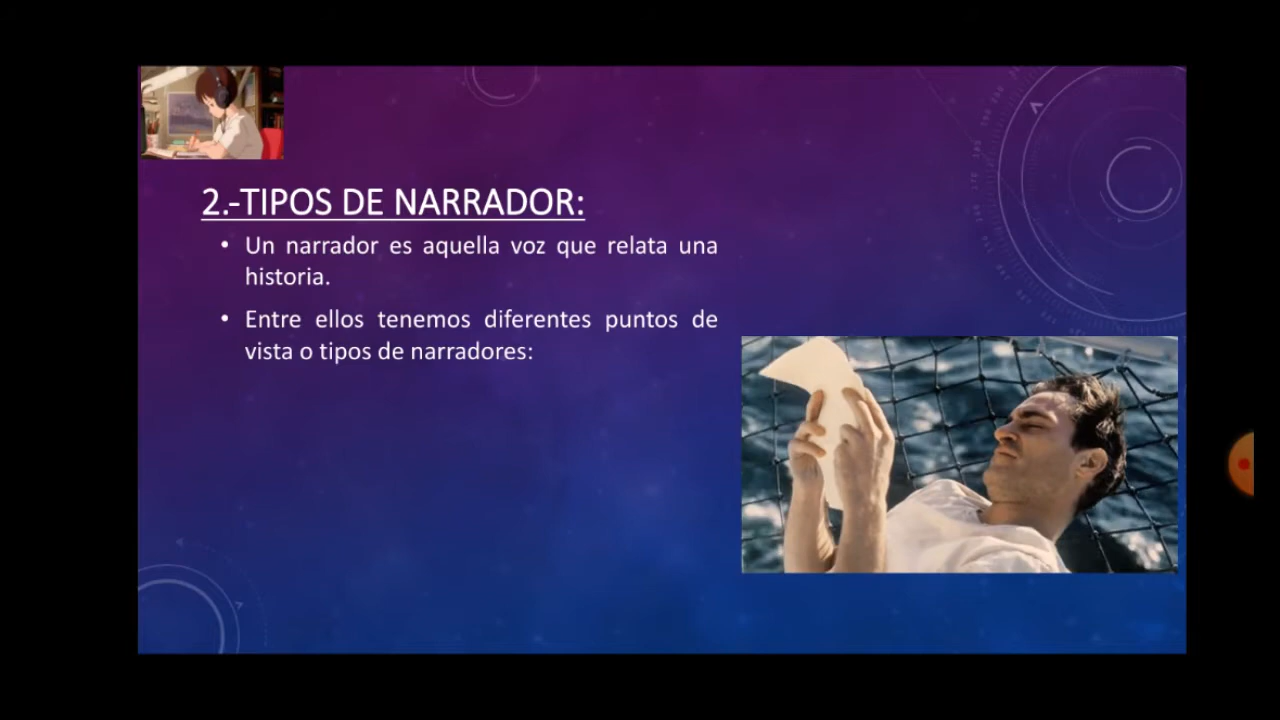 2.-TIPOS DE NARRADOR:
• Un narrador es aquella voz que relata una
historia.
• Entre ellos tenemos diferentes puntos de
vista o tipos de narradores: